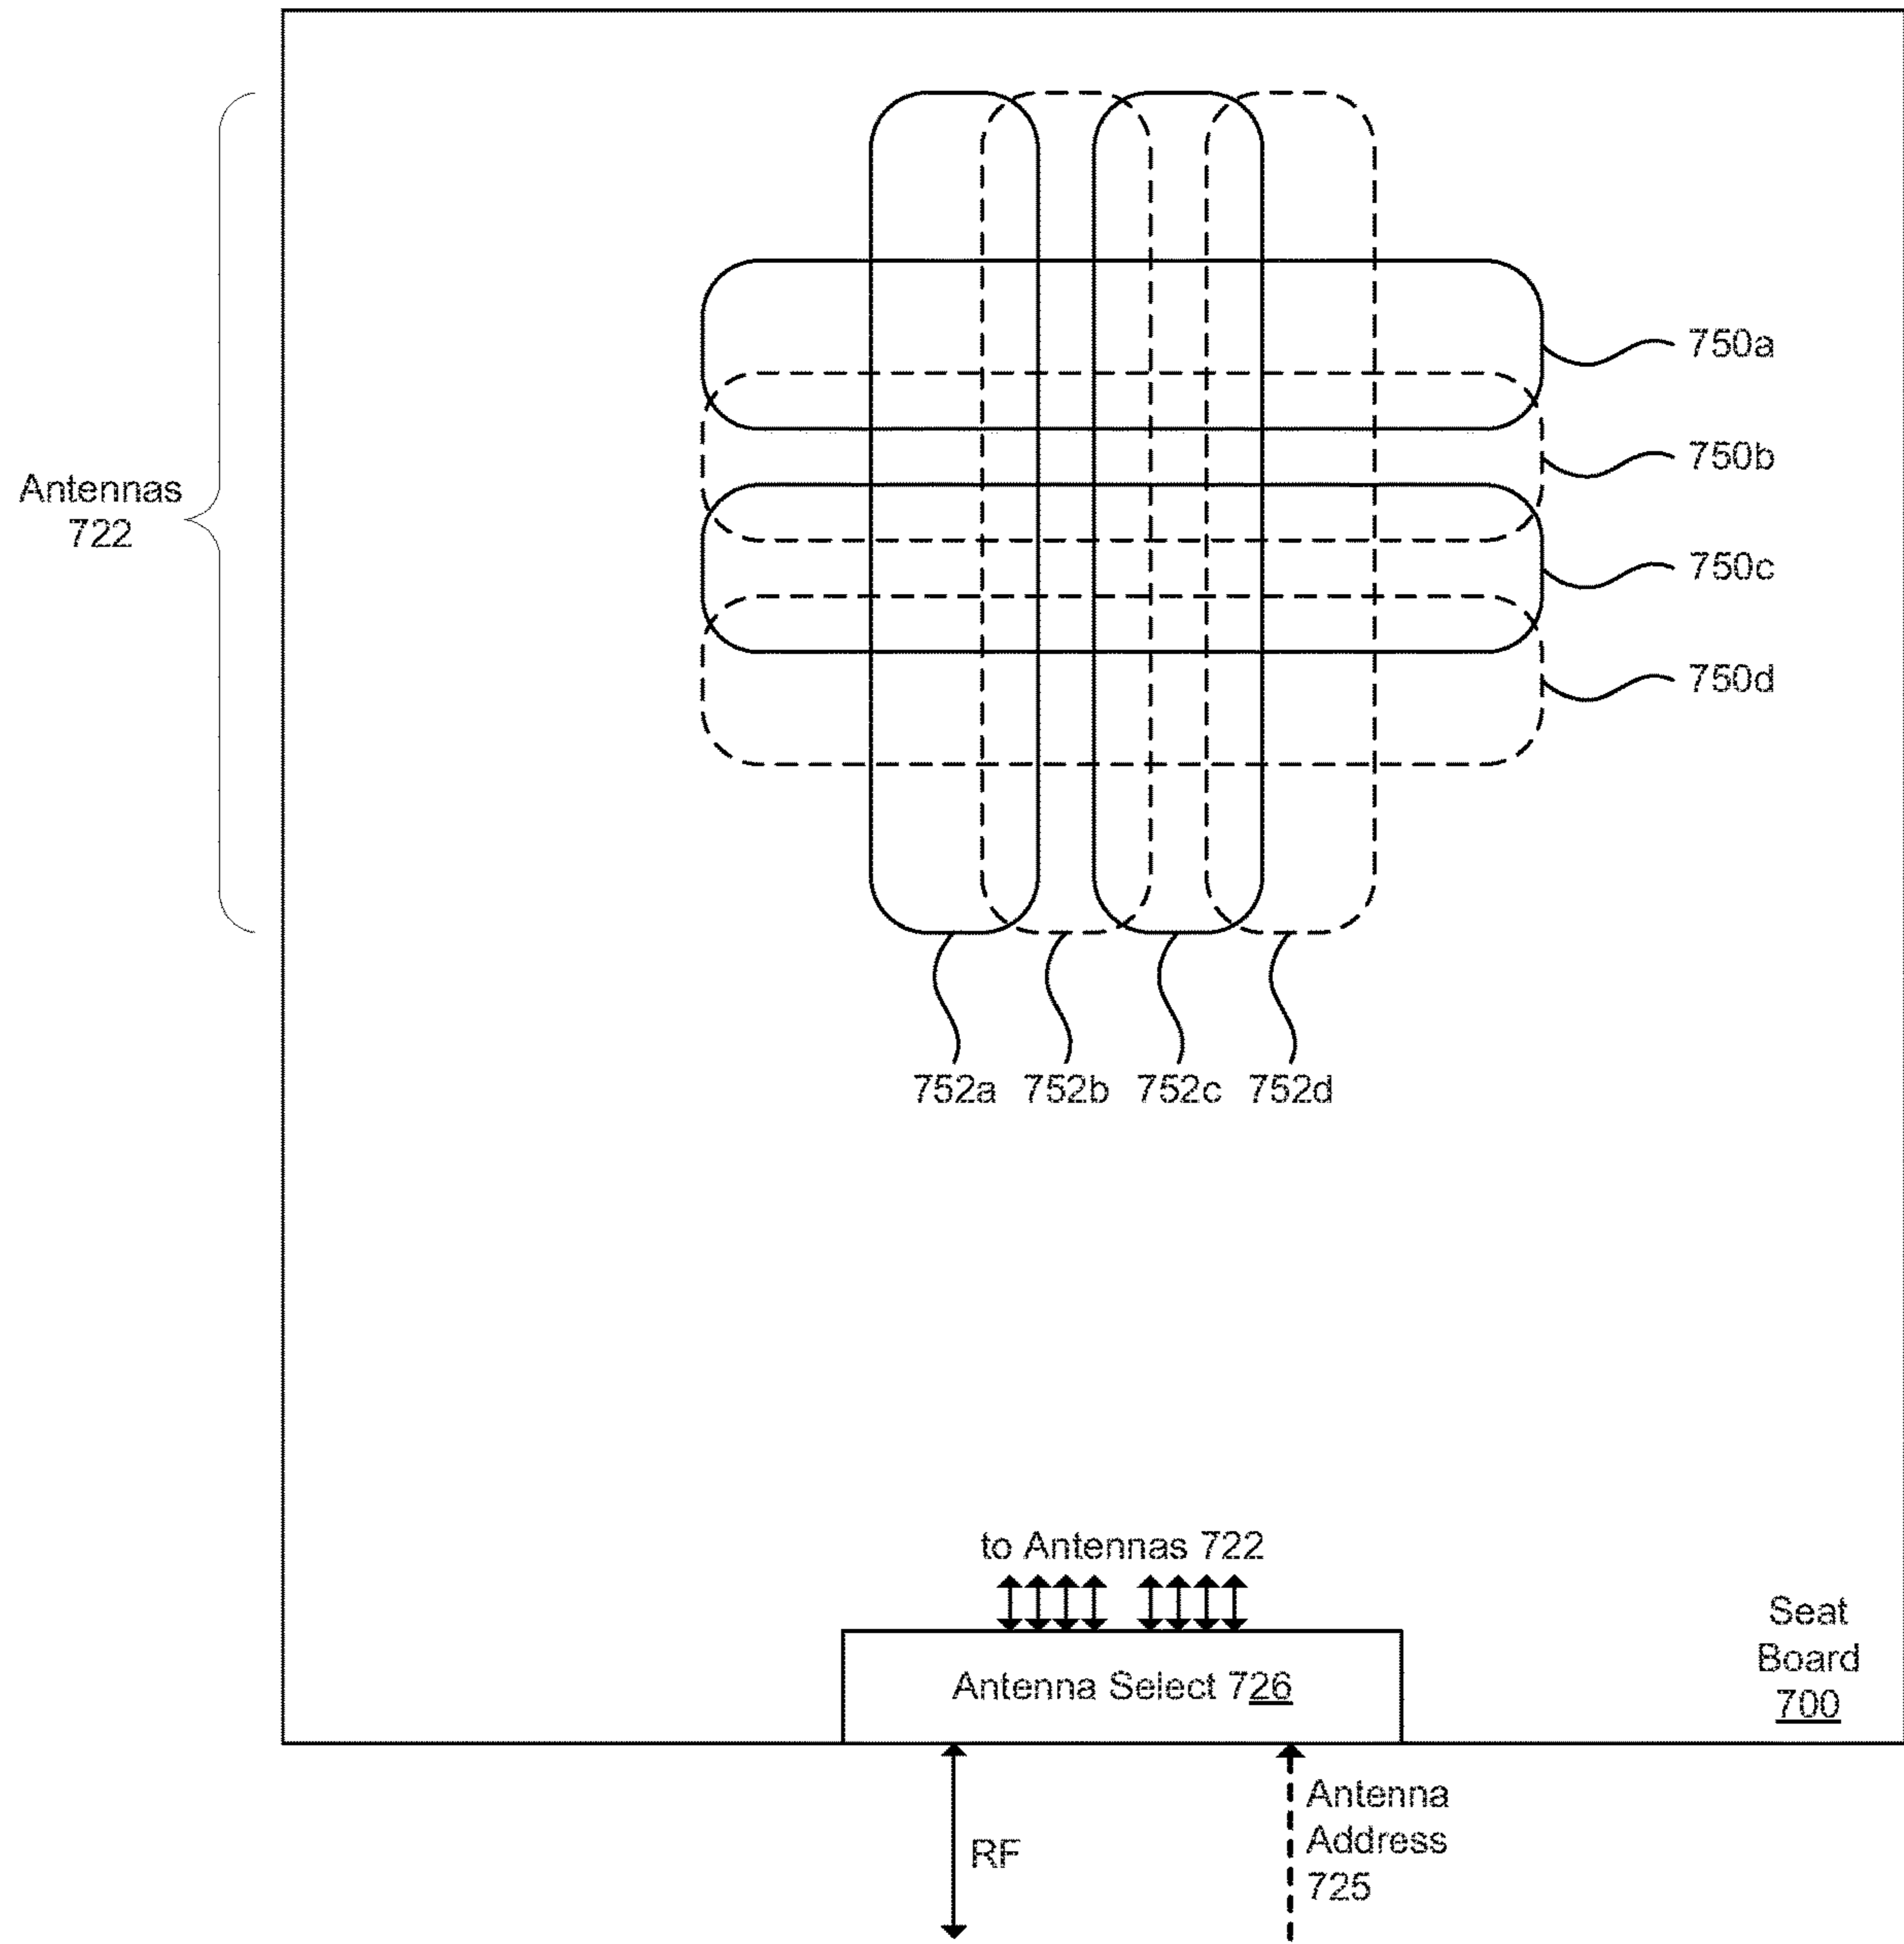 750a
750b
Antennas
722
750c
750d
752a 752b 752c 752d
to Antennas 722
Antenna Select 726
Seat
Board
700
RF
Antenna
Address
725